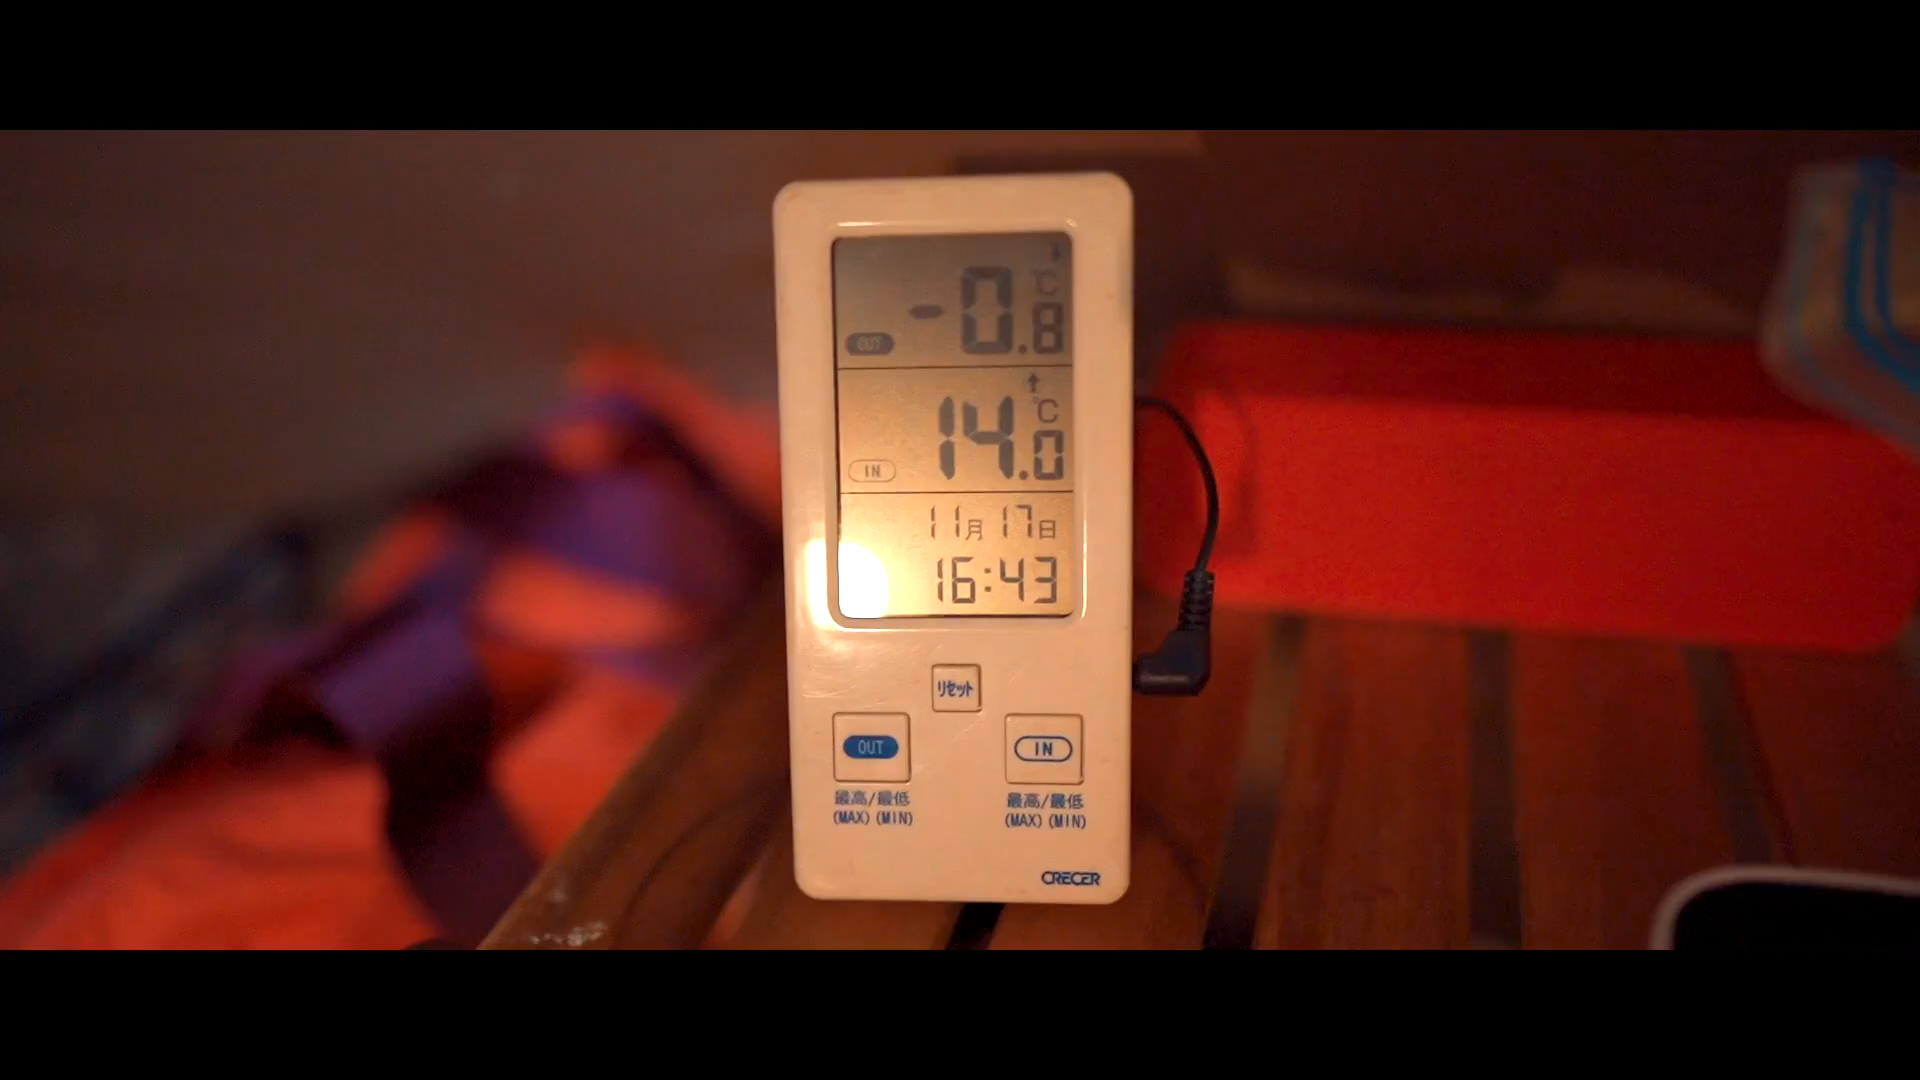 ℃
-0.8
OUT
℃
14.0
IN
11月17日
16:43
リセット
OUT
IN
最高/最低
(MAX) (MIN)
最高/最低
(MAX) (MIN)
CRECER